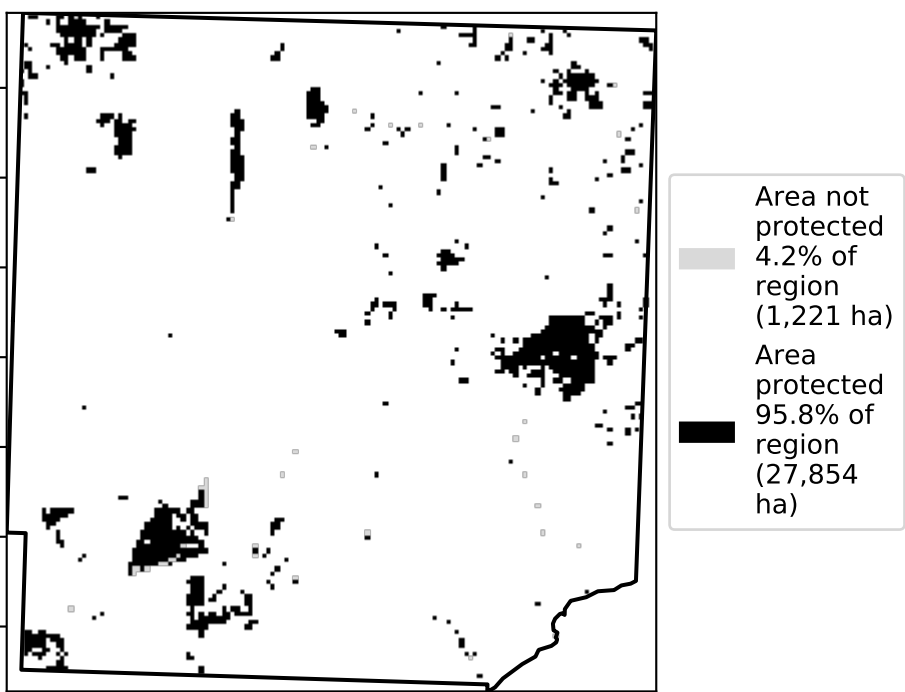 Area not
protected
4.2% of
region
(1,221 ha)
Area
protected
95.8% of
region
(27,854
ha)